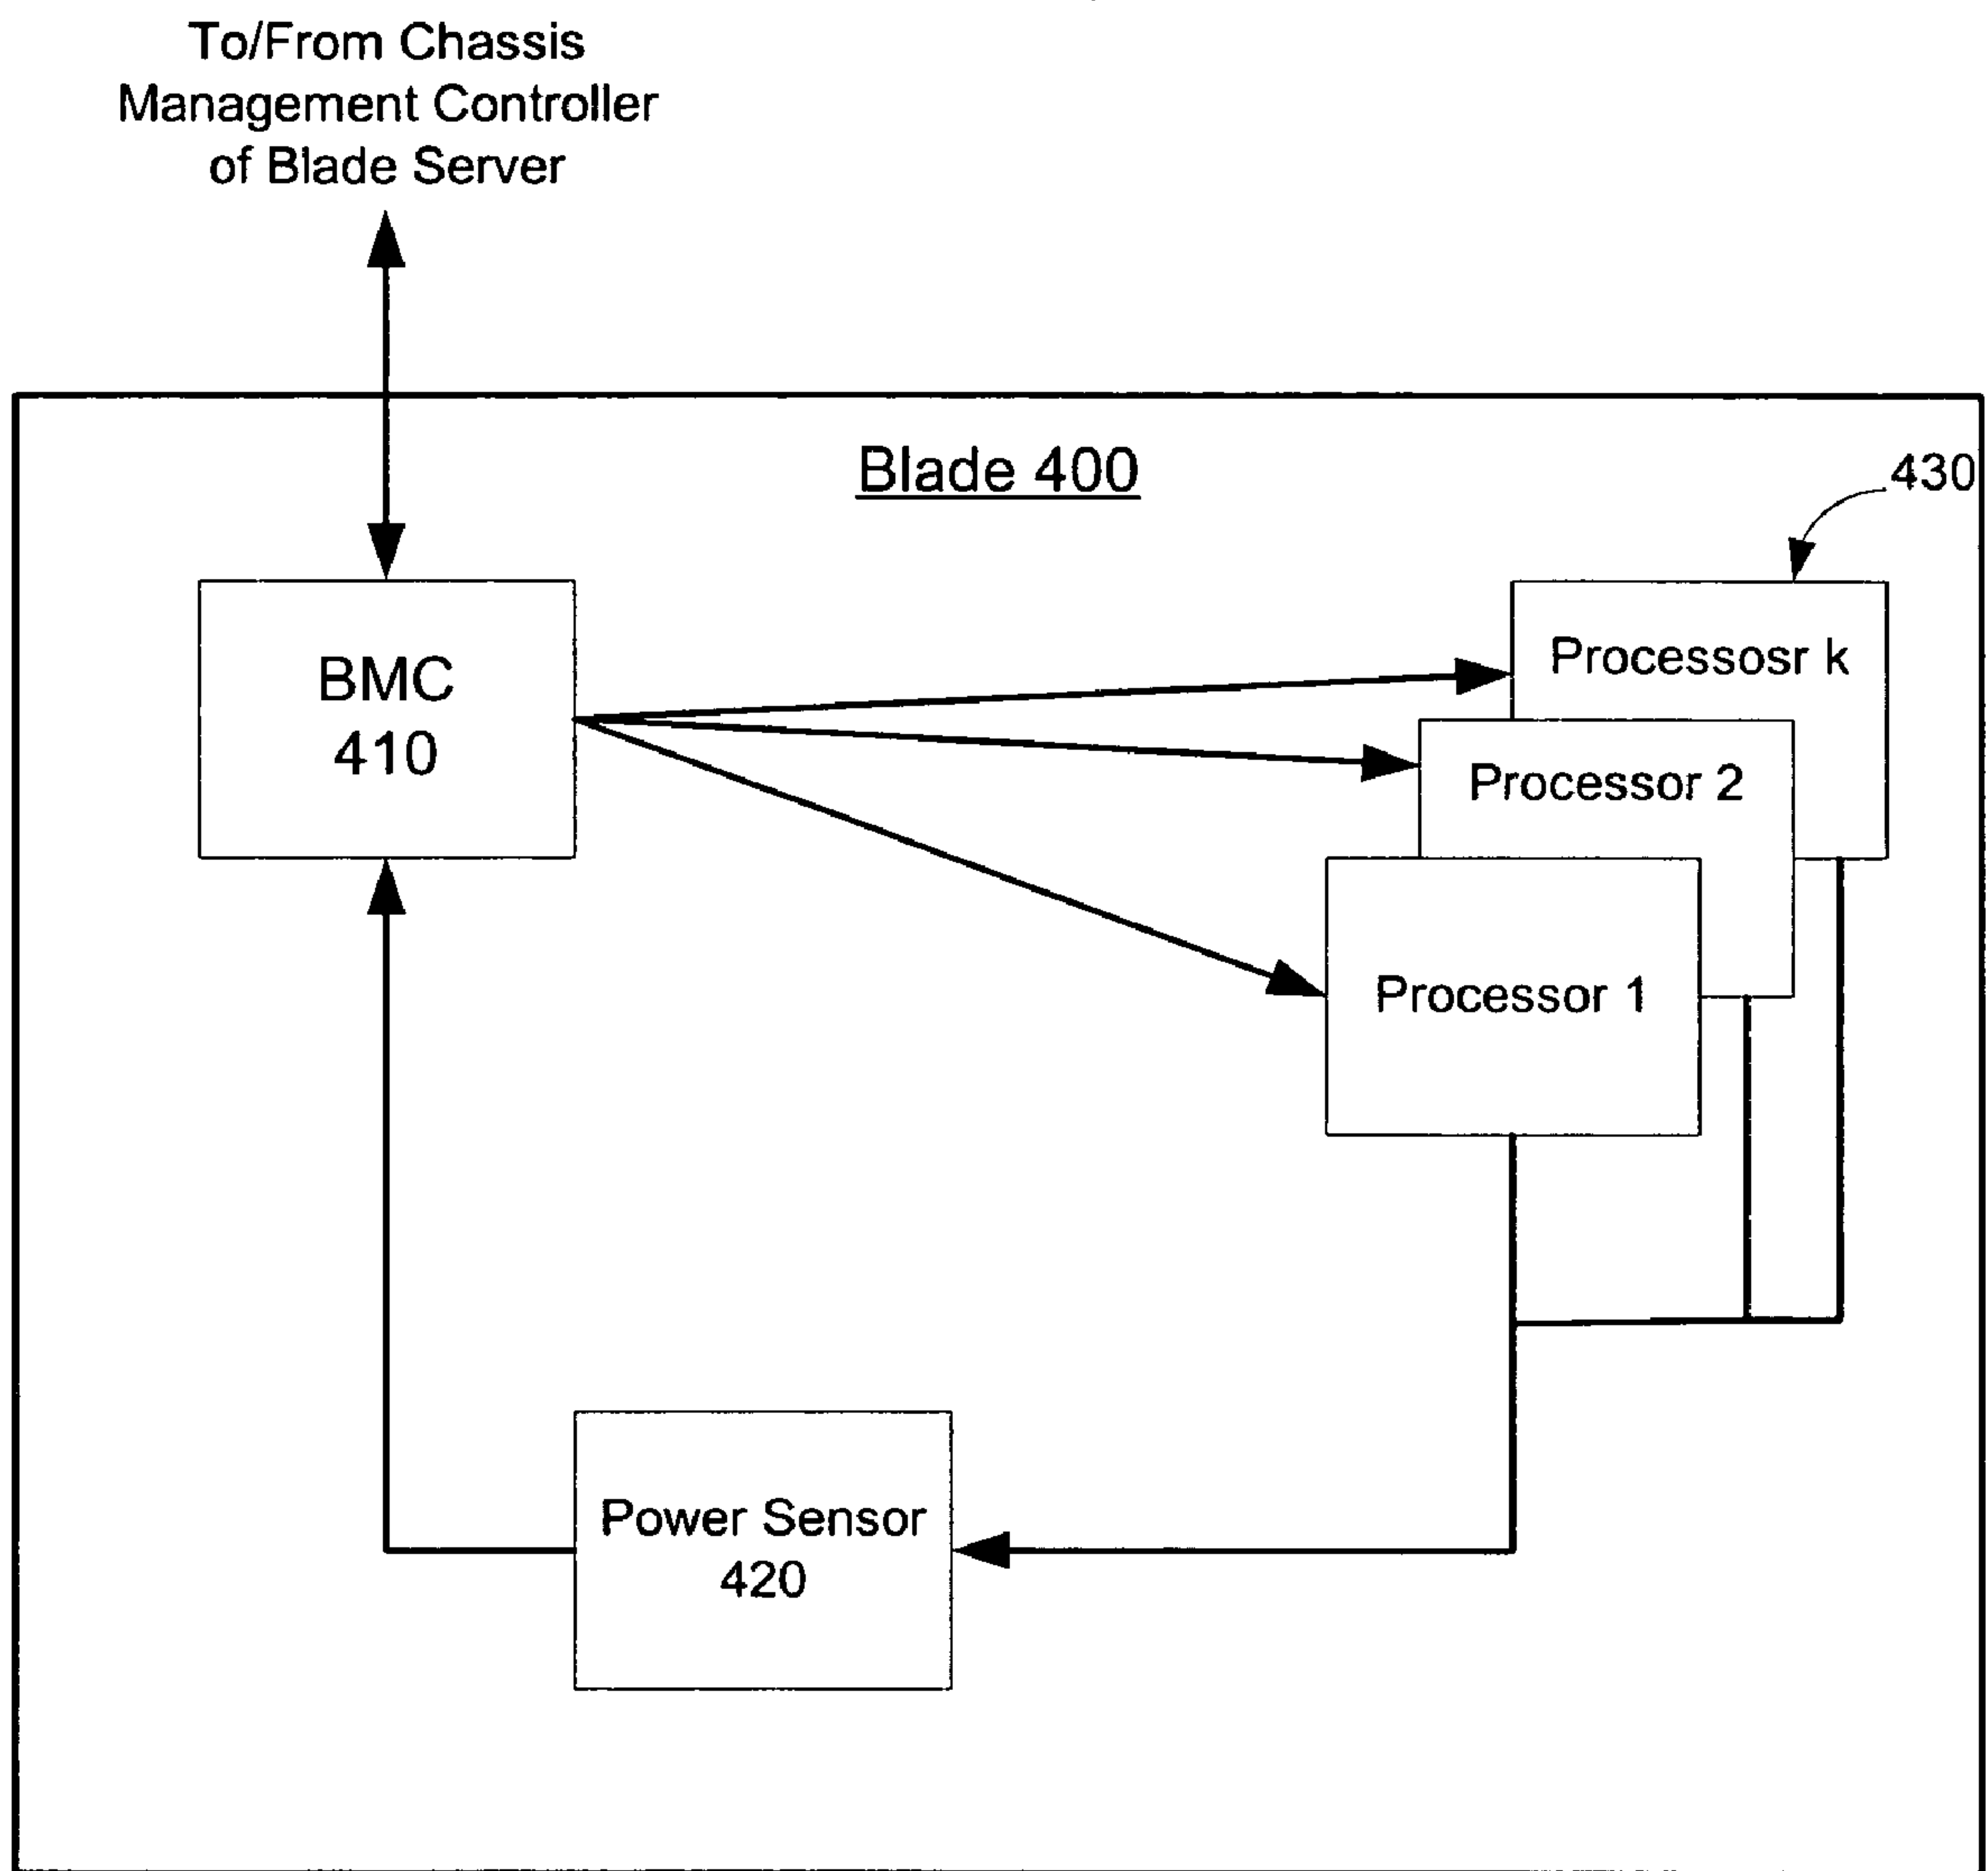 To/From Chassis
Management Controller
of Blade Server
Blade 400
430
BMC
410
Processosr k
Processor 2
Processor 1
Power Sensor
420